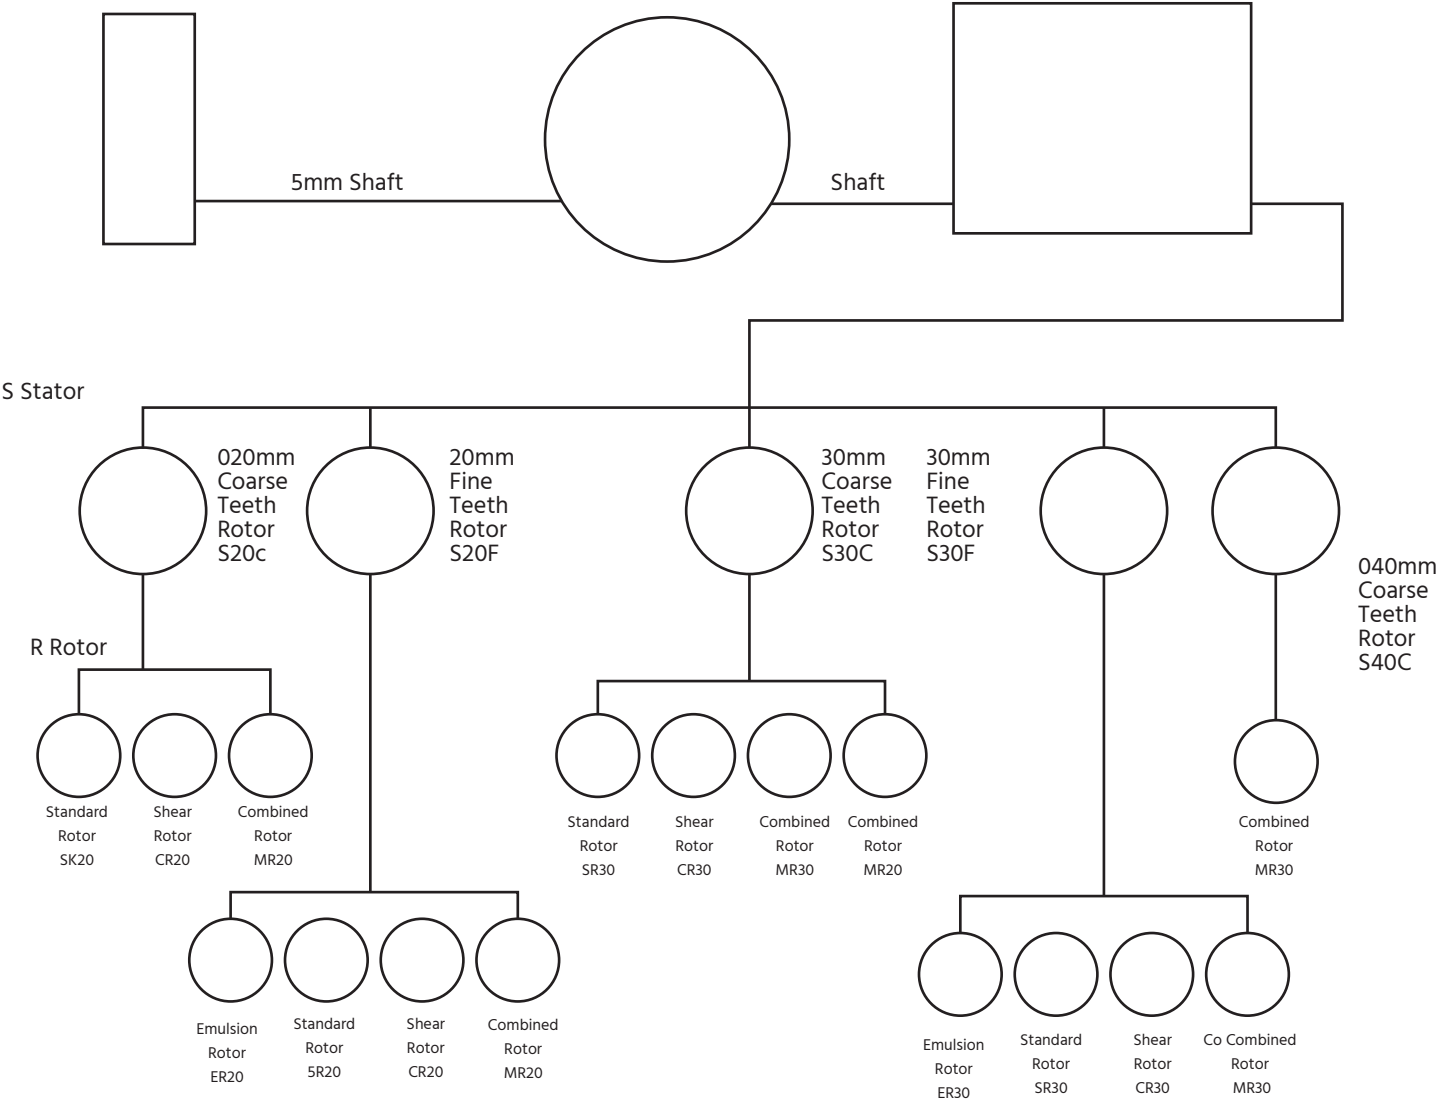 5mm Shaft
Shaft
S Stator
020mm
Coarse
Teeth
Rotor
S20c
20mm
Fine
Teeth
Rotor
S20F
30mm
Coarse
Teeth
Rotor
S30C
30mm
Fine
Teeth
Rotor
S30F
040mm
Coarse
Teeth
Rotor
S40C
R Rotor
Standard
Rotor
SK20
Shear
Rotor
CR20
Combined
Rotor
MR20
Standard
Rotor
SR30
Shear
Rotor
CR30
Combined
Rotor
MR30
Combined
Rotor
MR20
Combined
Rotor
MR30
Emulsion
Rotor
ER20
Standard
Rotor
5R20
Shear
Rotor
CR20
Combined
Rotor
MR20
Emulsion
Rotor
ER30
Standard
Rotor
SR30
Shear
Rotor
CR30
Co Combined
Rotor
MR30